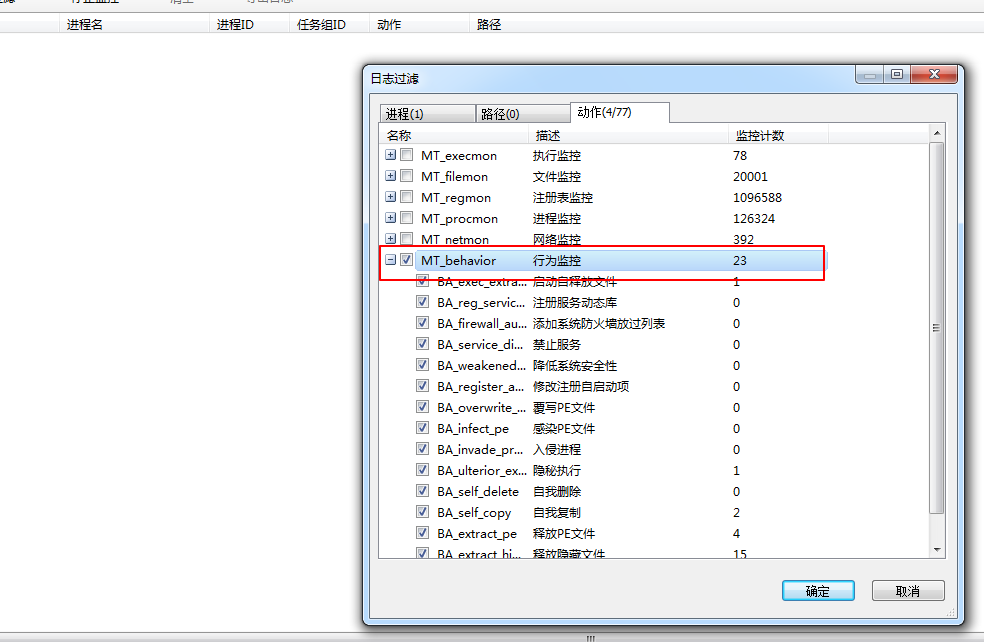 进程名 进程ID 任务组ID 动作 路径
日志过滤
进程(1) 路径(0) 动作(4/77)
名称 描述 监控计数
MT_execmon 执行监控 78
MT_filemon 文件监控 20001
MT_regmon 注册表监控 1096588
MT_procmon 进程监控 126324
MT_netmon 网络监控 392
MT_behavior 行为监控 23
BA_exec_extra... 启动自释放文件 1
BA_reg_servic... 注册服务动态库 0
BA_firewall_au... 添加系统防火墙放过列表 0
BA_service_di... 禁止服务 0
BA_weakened... 降低系统安全性 0
BA_register_a... 修改注册自启动项 0
BA_overwrite_... 覆写PE文件 0
BA_infect_pe 感染PE文件 0
BA_invade_pr... 入侵进程 0
BA_ulterior_ex... 隐秘执行 1
BA_self_delete 自我删除 0
BA_self_copy 自我复制 2
BA_extract_pe 释放PE文件 4
BA_extract_hi... 释放隐藏文件 15
确定 取消